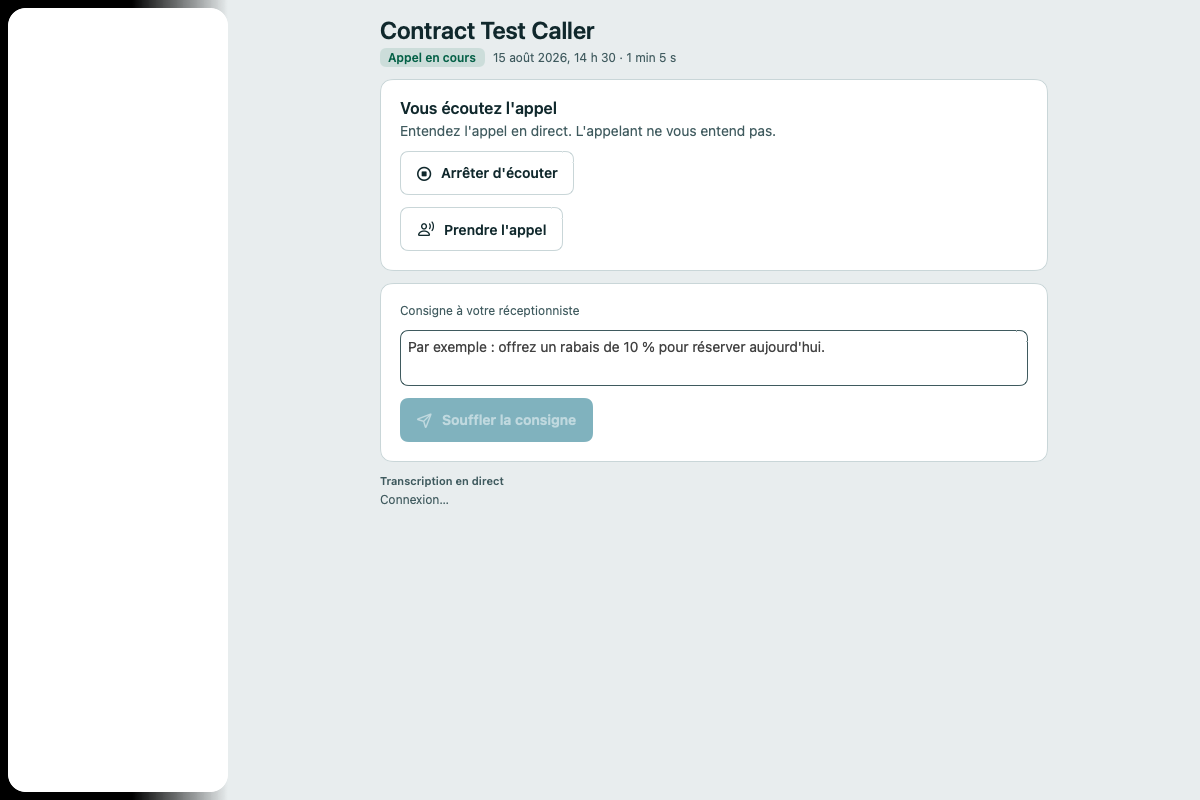 Contract Test Caller
Appel en cours 15 août 2026, 14 h 30 · 1 min 5 s
Vous écoutez l'appel
Entendez l'appel en direct. L'appelant ne vous entend pas.
Arrêter d'écouter
Prendre l'appel
Consigne à votre réceptionniste
Par exemple : offrez un rabais de 10 % pour réserver aujourd'hui.
Souffler la consigne
Transcription en direct
Connexion…